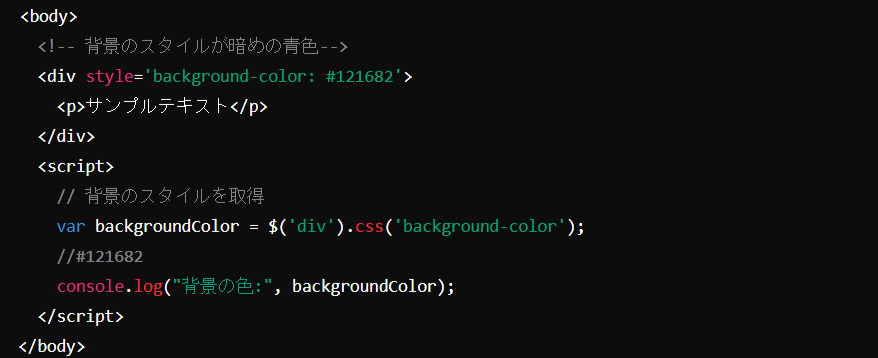 <body>
<!-- 背景のスタイルが暗めの青色-->
<div style='background-color: #121682'>
<p>サンプルテキスト</p>
</div>
<script>
// 背景のスタイルを取得
var backgroundColor = $('div').css('background-color');
//#121682
console.log("背景の色:", backgroundColor);
</script>
</body>